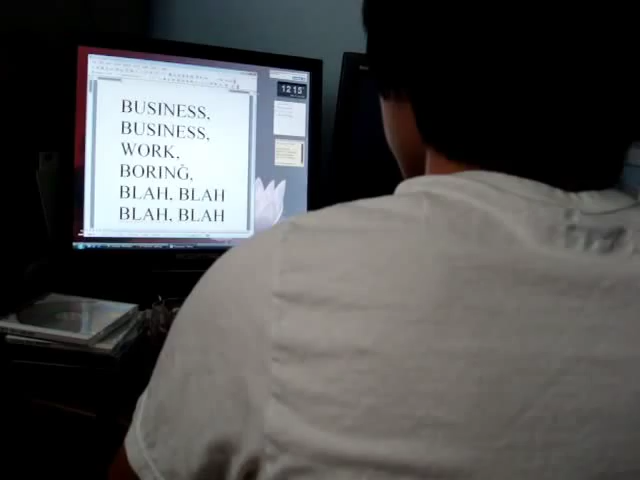 BUSINESS,
BUSINESS,
WORK,
BORING,
BLAH, BLAH
BLAH, BLAH
12 15